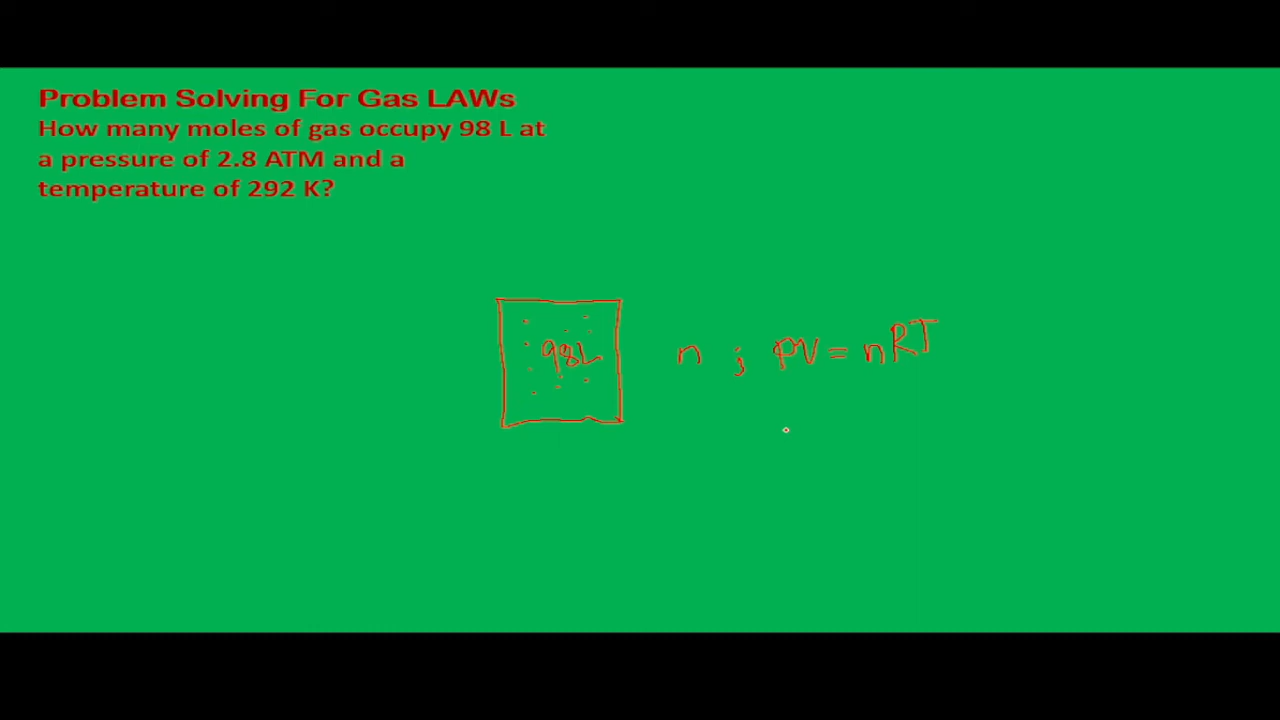 Problem Solving For Gas LAWs
How many moles of gas occupy 98 L at
a pressure of 2.8 ATM and a
temperature of 292 K?
98L n ; PV = nRT